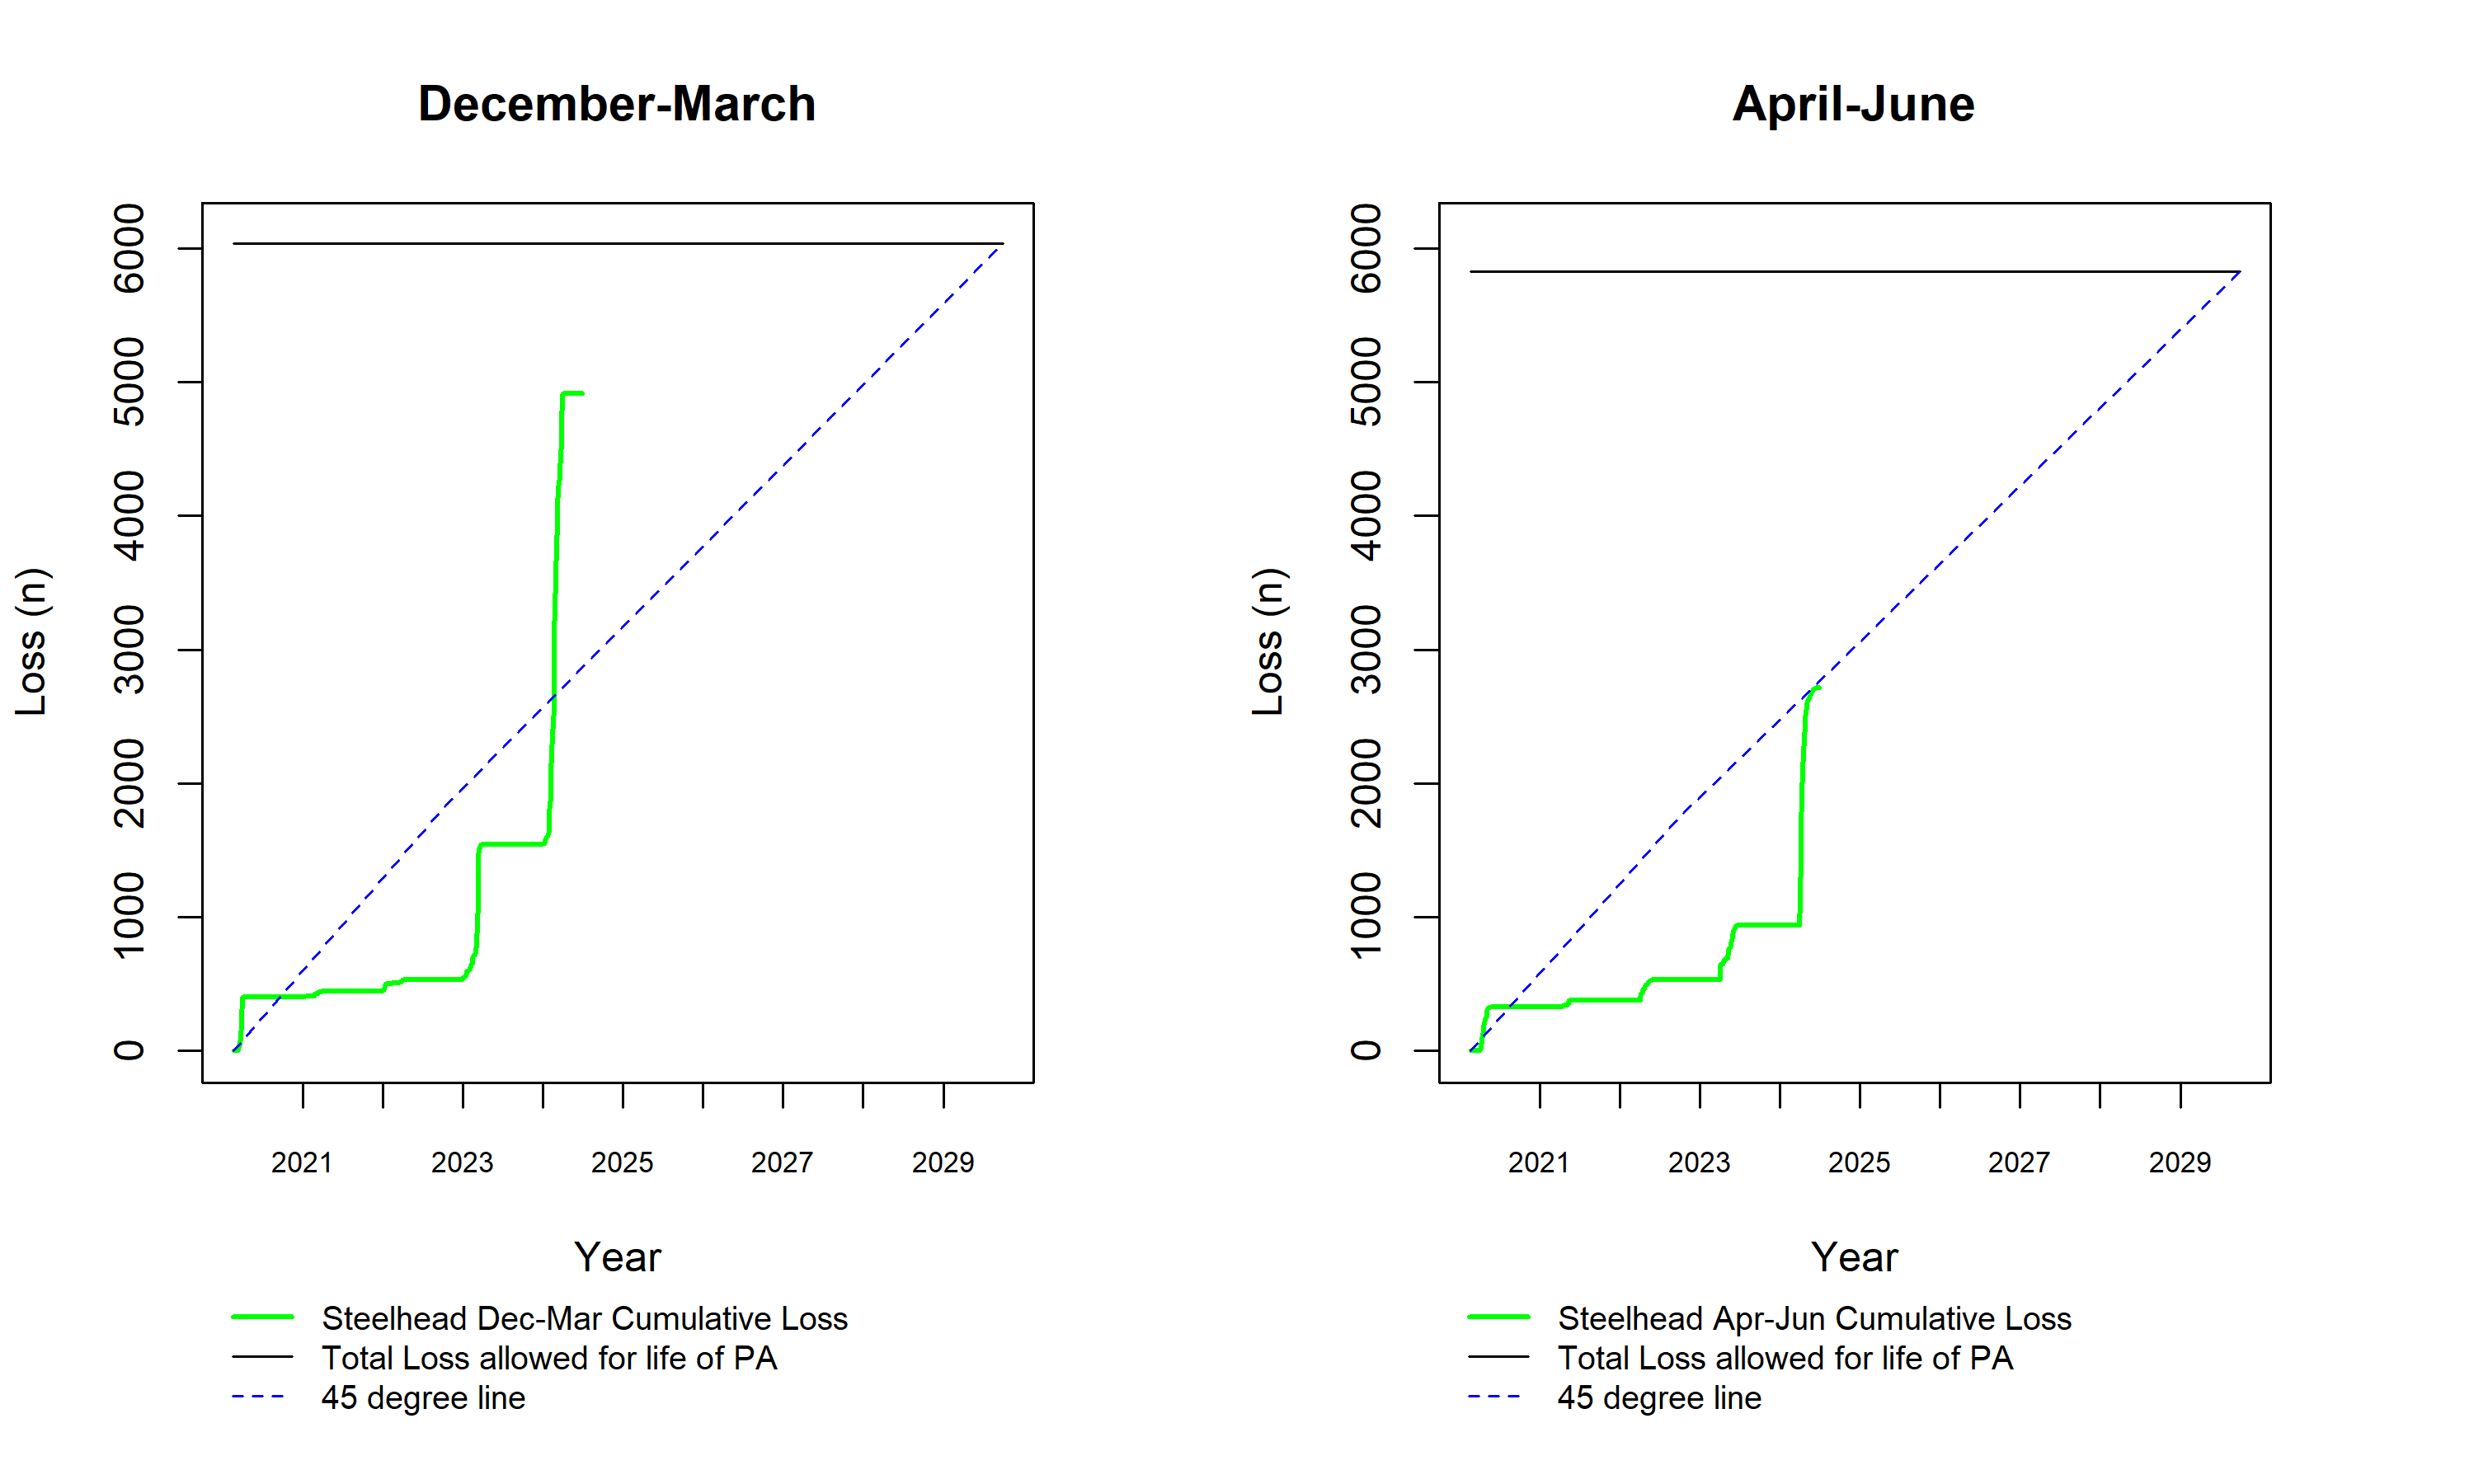 December-March
Loss (n)
6000
5000
4000
3000
2000
1000
0
2021 2023 2025 2027 2029
Year
Steelhead Dec-Mar Cumulative Loss
Total Loss allowed for life of PA
45 degree line
April-June
Loss (n)
6000
5000
4000
3000
2000
1000
0
2021 2023 2025 2027 2029
Year
Steelhead Apr-Jun Cumulative Loss
Total Loss allowed for life of PA
45 degree line